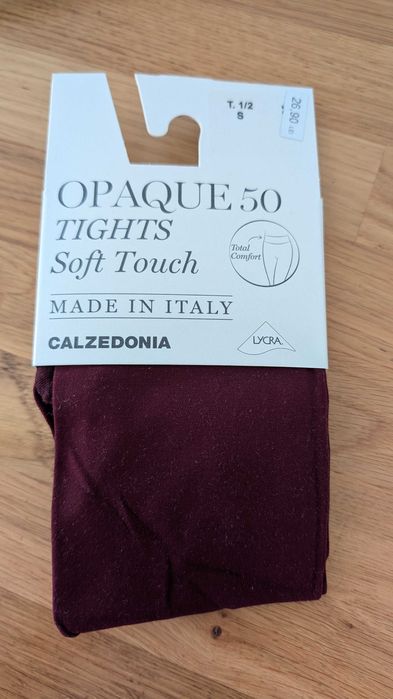 T. 1/2
S
26,90
OPAQUE 50
TIGHTS
Soft Touch
Total
Comfort
MADE IN ITALY
CALZEDONIA
LYCRA.